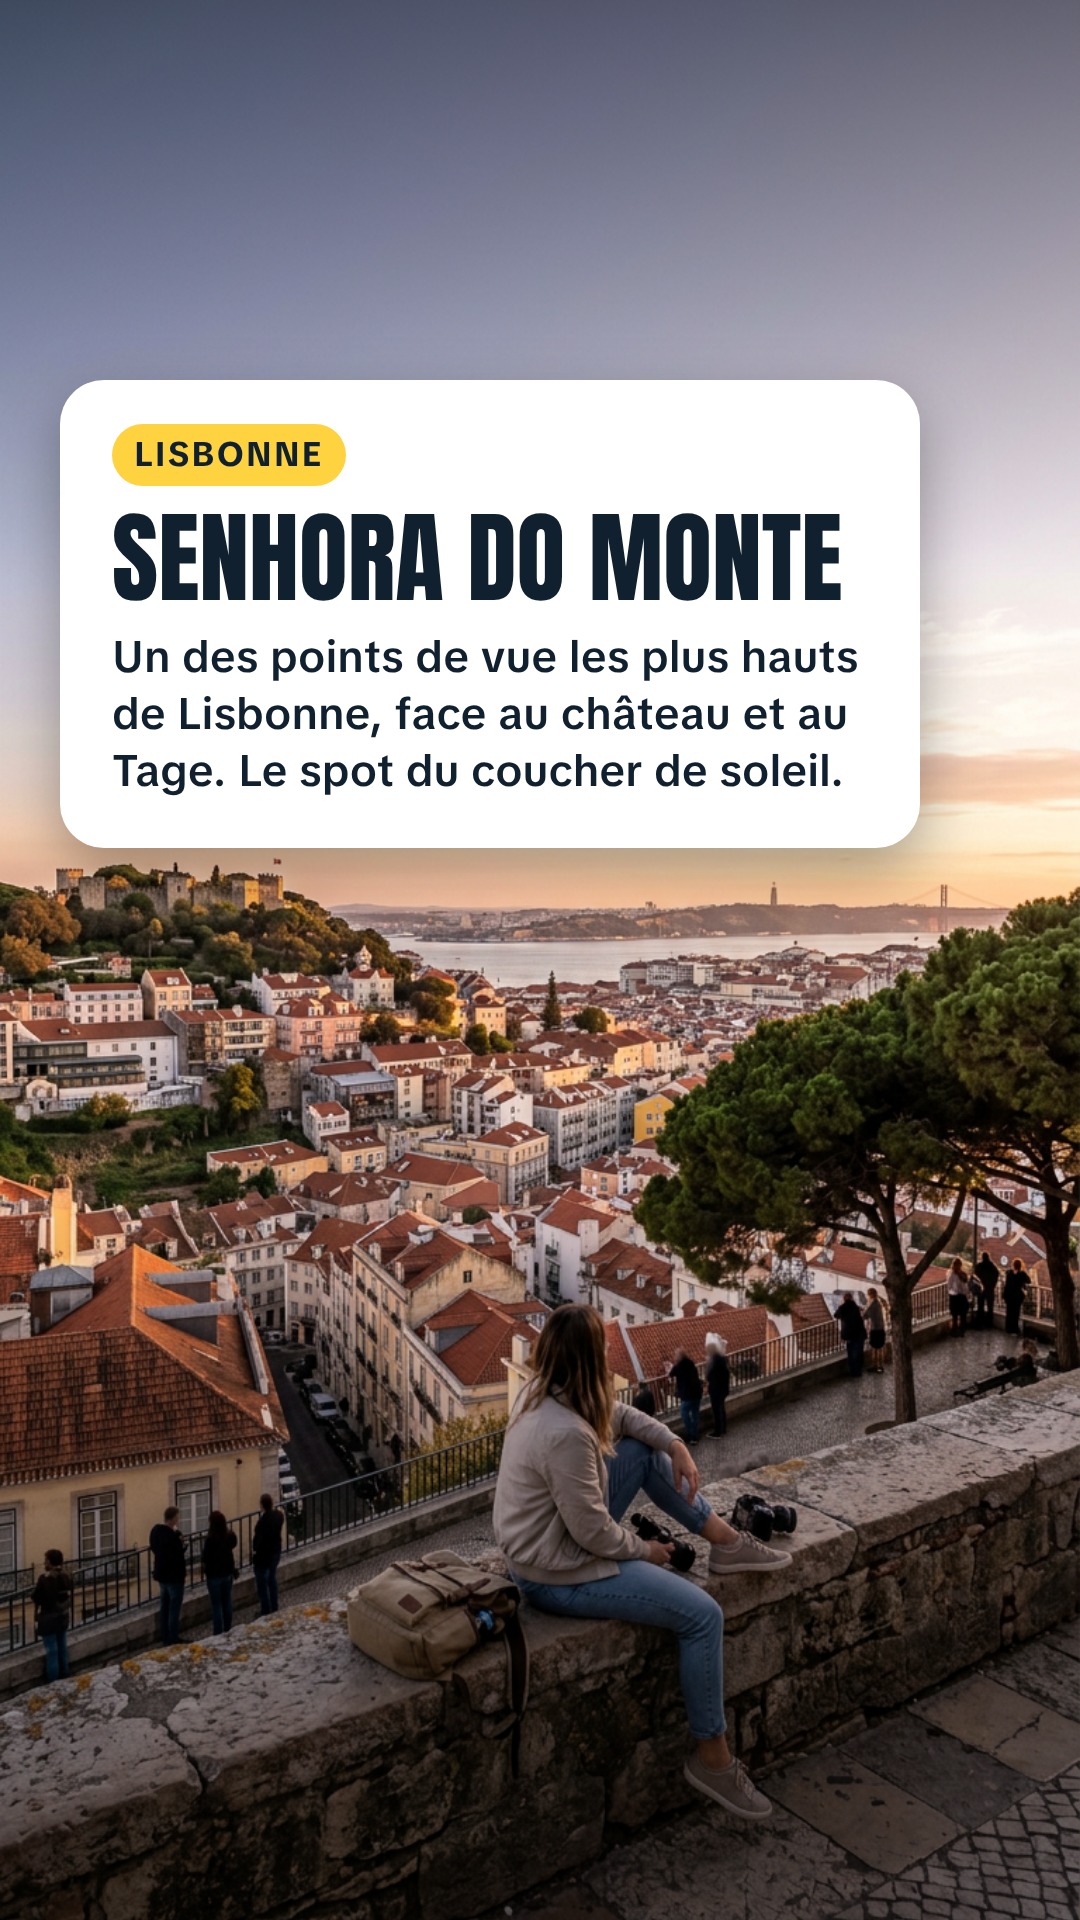 LISBONNE
SENHORA DO MONTE
Un des points de vue les plus hauts
de Lisbonne, face au château et au
Tage. Le spot du coucher de soleil.